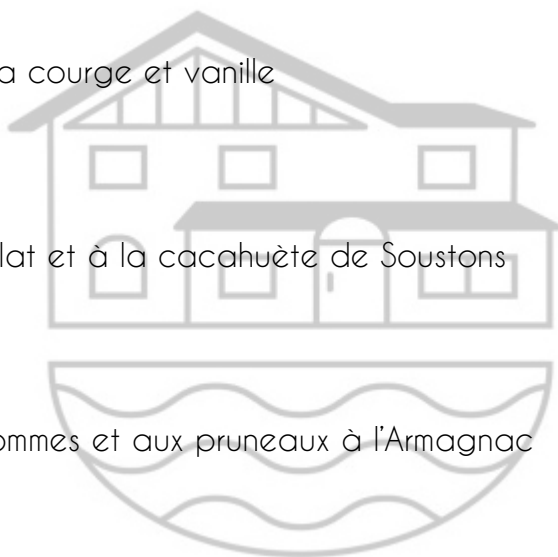 a courge et vanille
lat et à la cacahuète de Soustons
ommes et aux pruneaux à l'Armagnac